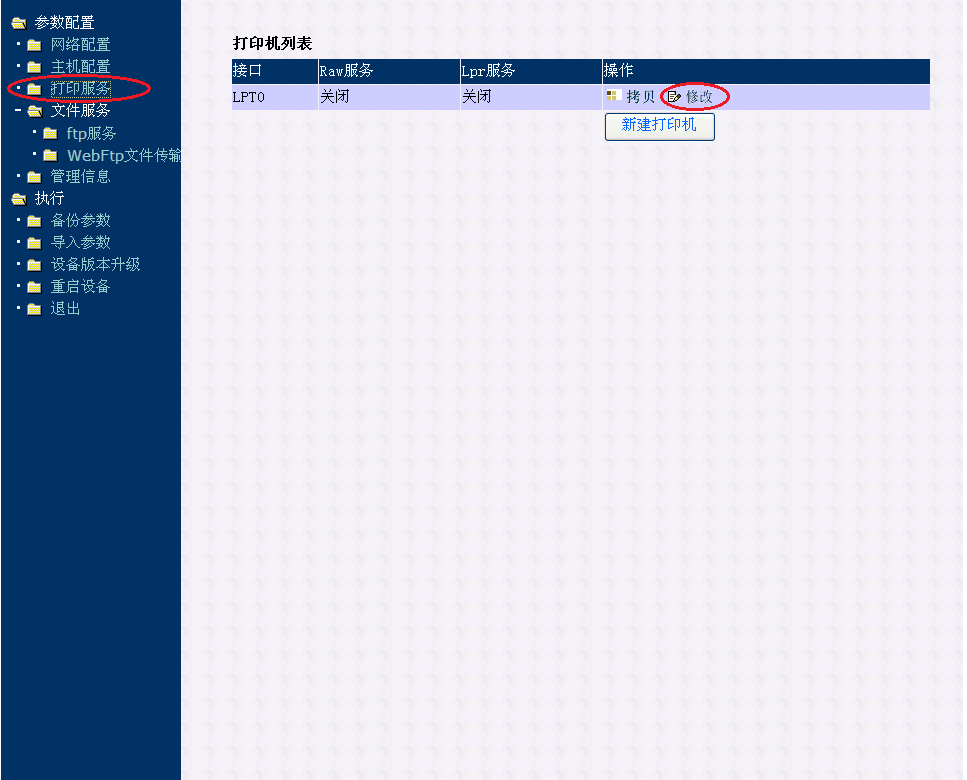 参数配置
网络配置
主机配置
打印服务
文件服务
ftp服务
WebFtp文件传输
管理信息
执行
备份参数
导入参数
设备版本升级
重启设备
退出
打印机列表
接口 Raw服务 Lpr服务 操作
LPT0 关闭 关闭 拷贝 修改
新建打印机